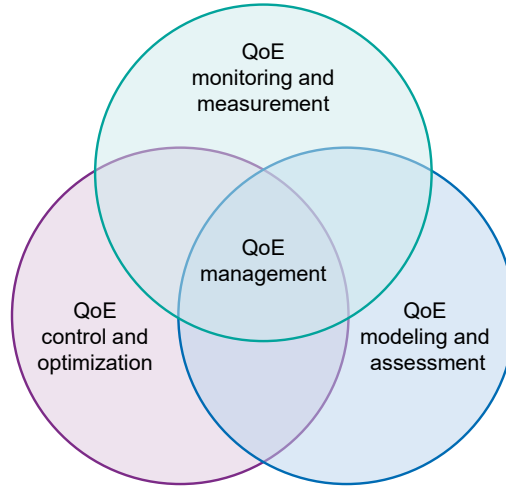 QoE
monitoring and
measurement
QoE
management
QoE
control and
optimization
QoE
modeling and
assessment